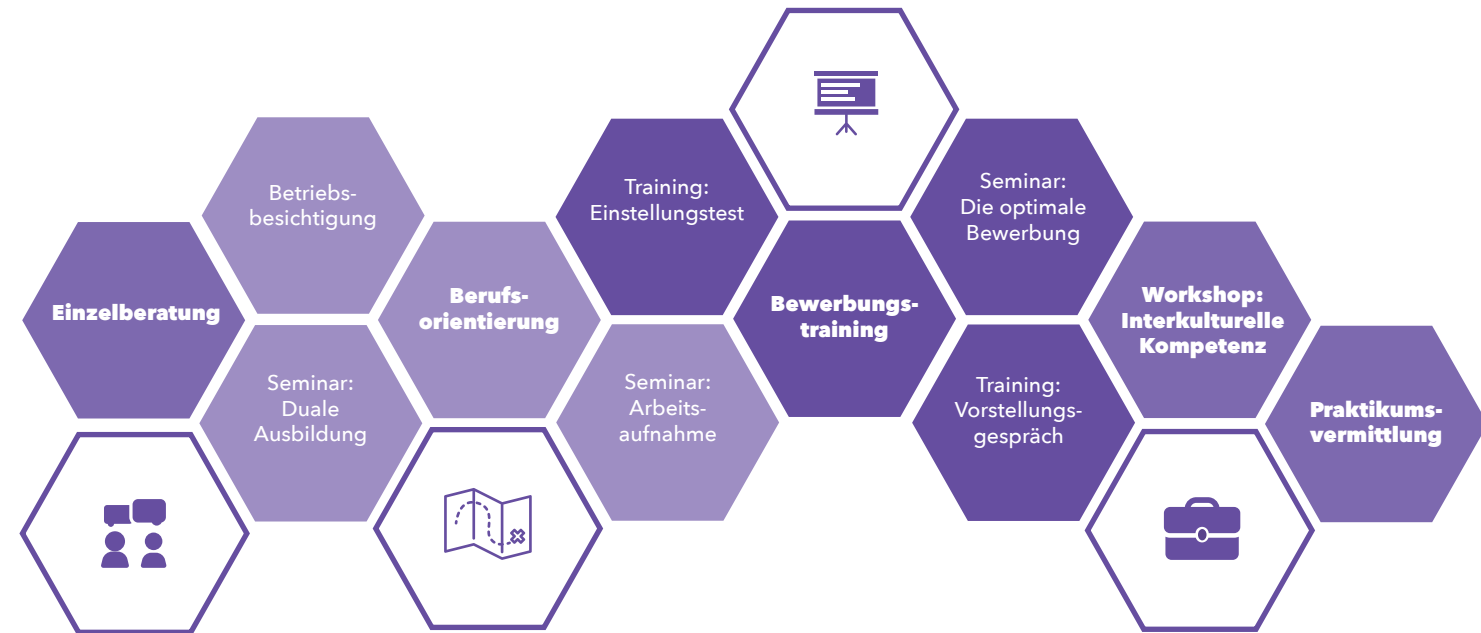 Einzelberatung
Betriebs-
besichtigung
Seminar:
Duale
Ausbildung
Berufs-
orientierung
Training:
Einstellungstest
Seminar:
Arbeits-
aufnahme
Bewerbungs-
training
Seminar:
Die optimale
Bewerbung
Training:
Vorstellungs-
gespräch
Workshop:
Interkulturelle
Kompetenz
Praktikums-
vermittlung